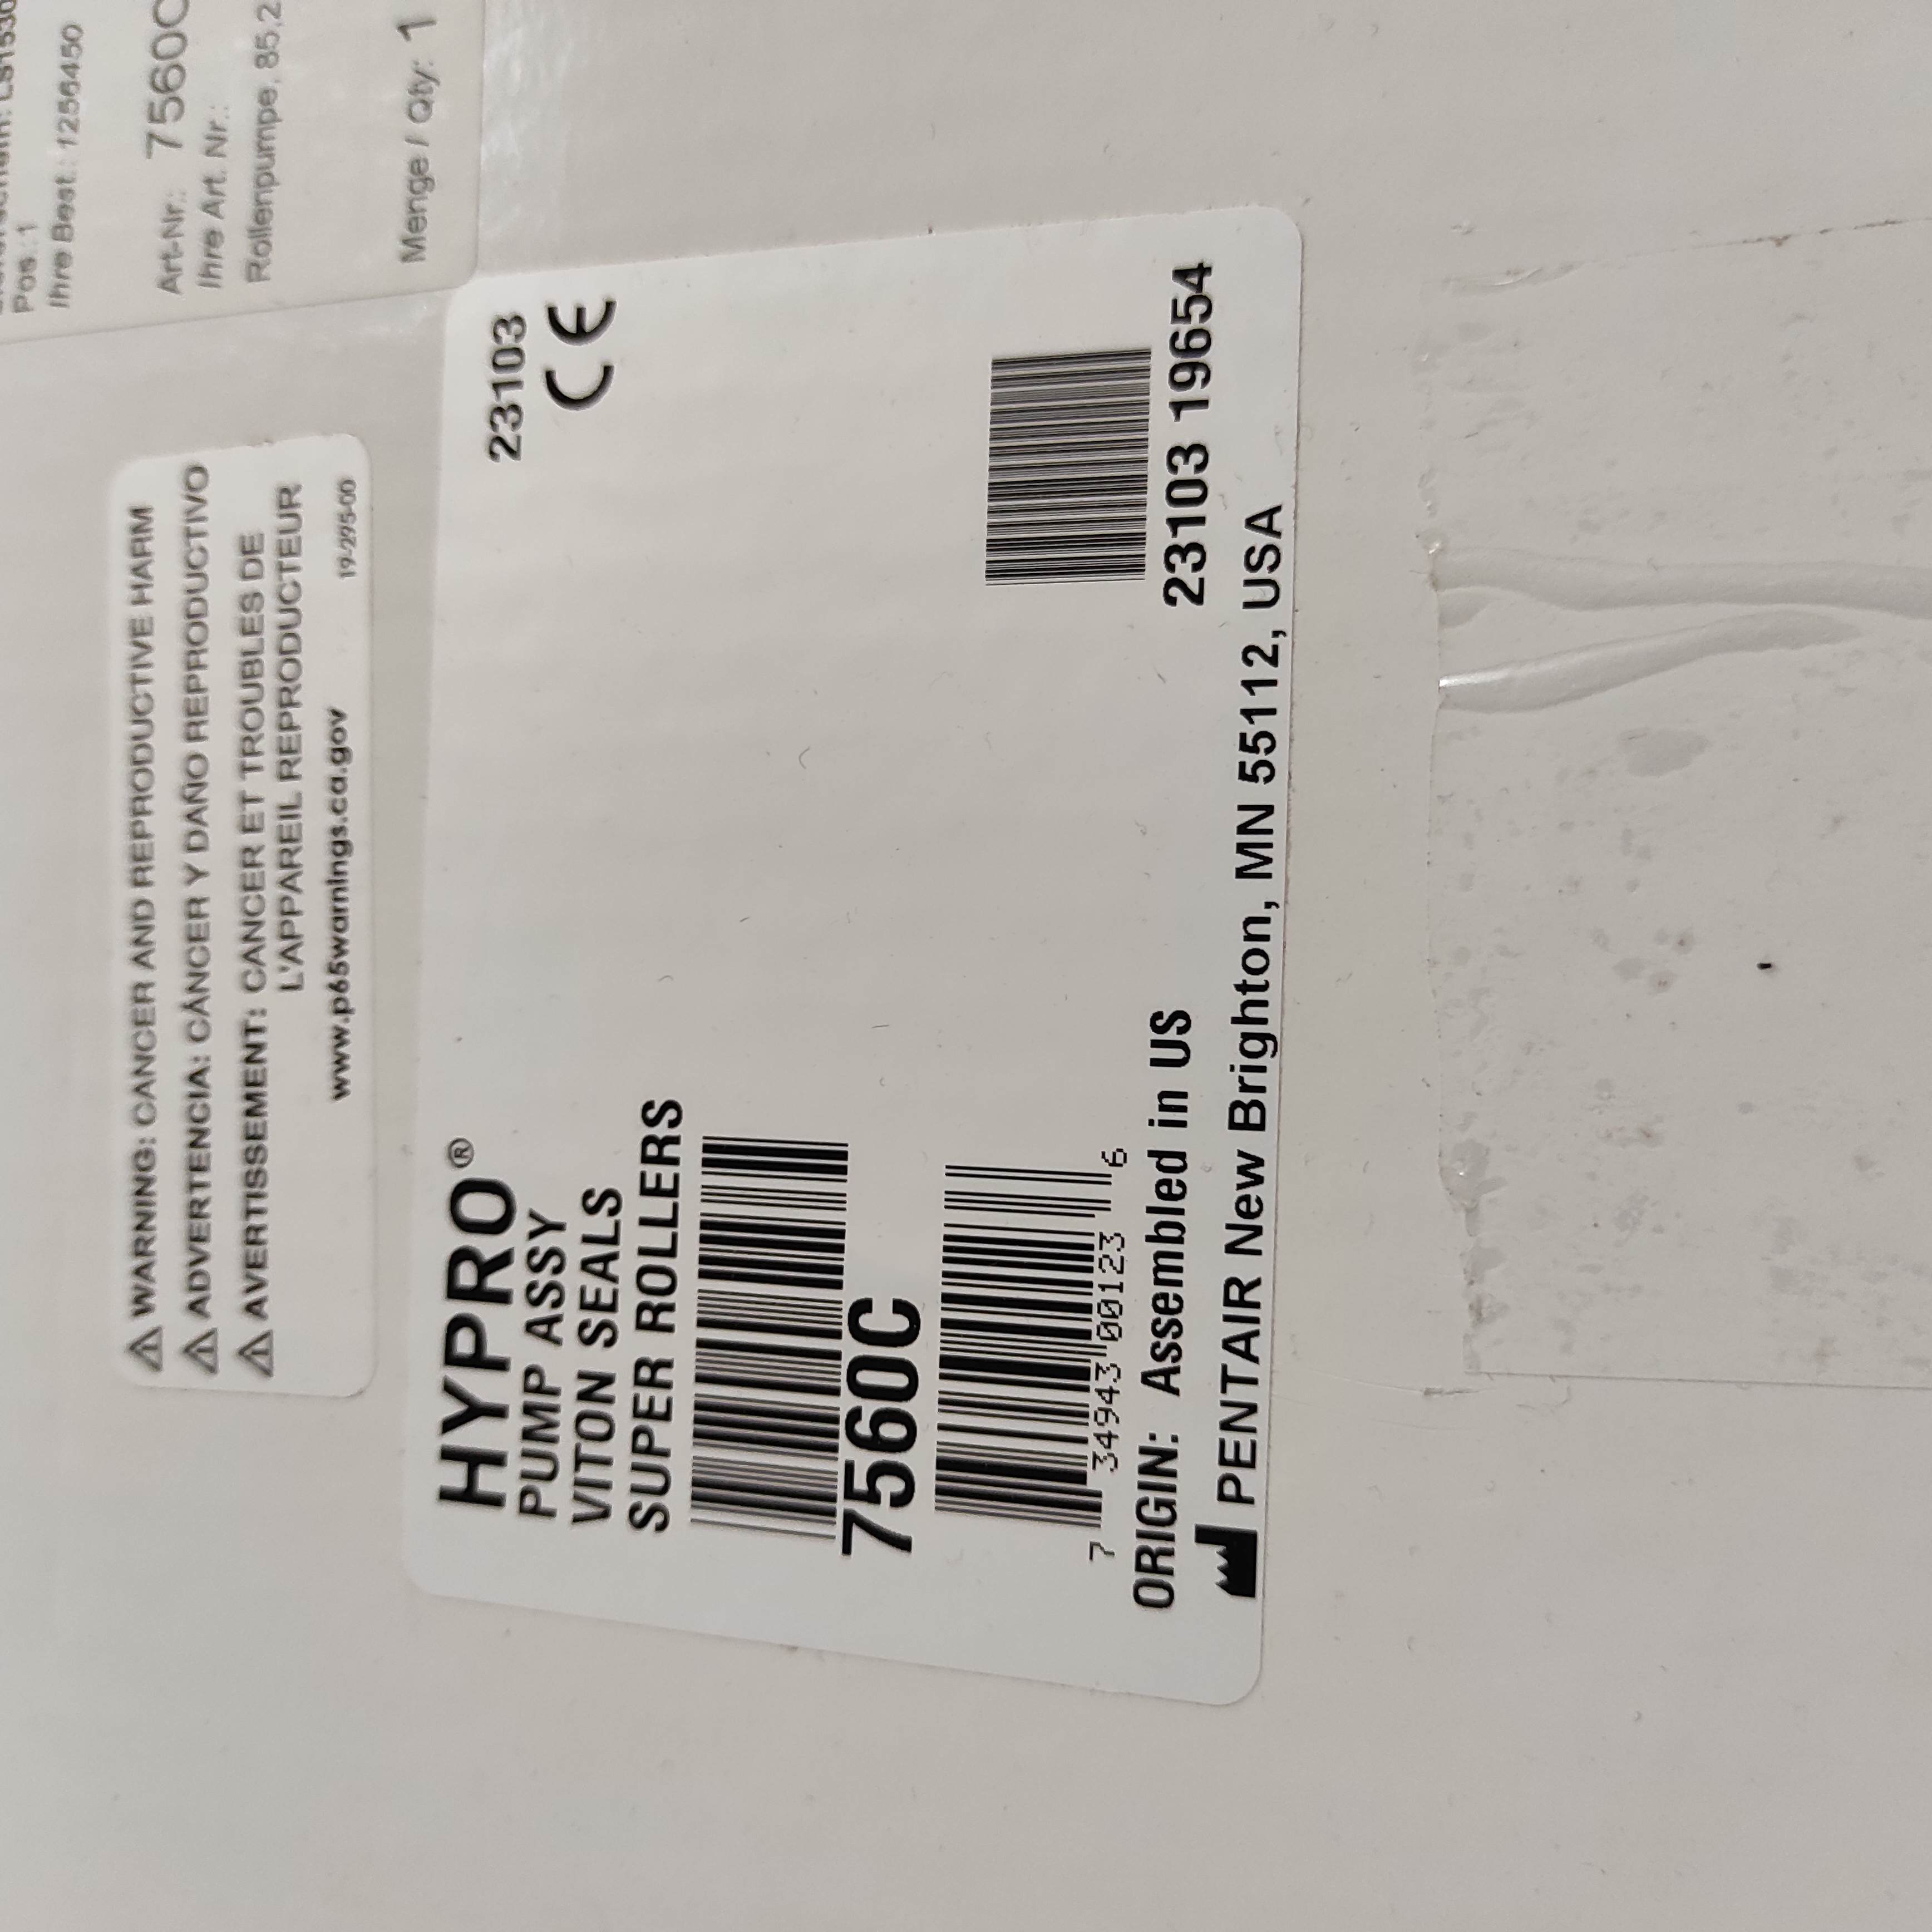 Pos.:1
Ihre Best.: 1256450
Art-Nr.: 7560C
Ihre Art. Nr.:
Rollenpumpe, 85,2
Menge / Qty: 1
⚠ WARNING: CANCER AND REPRODUCTIVE HARM
⚠ ADVERTENCIA: CÁNCER Y DAÑO REPRODUCTIVO
⚠ AVERTISSEMENT: CANCER ET TROUBLES DE
L'APPAREIL REPRODUCTEUR
www.p65warnings.ca.gov 19-295-00
HYPRO® 23103
PUMP ASSY CE
VITON SEALS
SUPER ROLLERS
7560C
7 34943 00123 6
ORIGIN: Assembled in US 23103 19654
PENTAIR New Brighton, MN 55112, USA